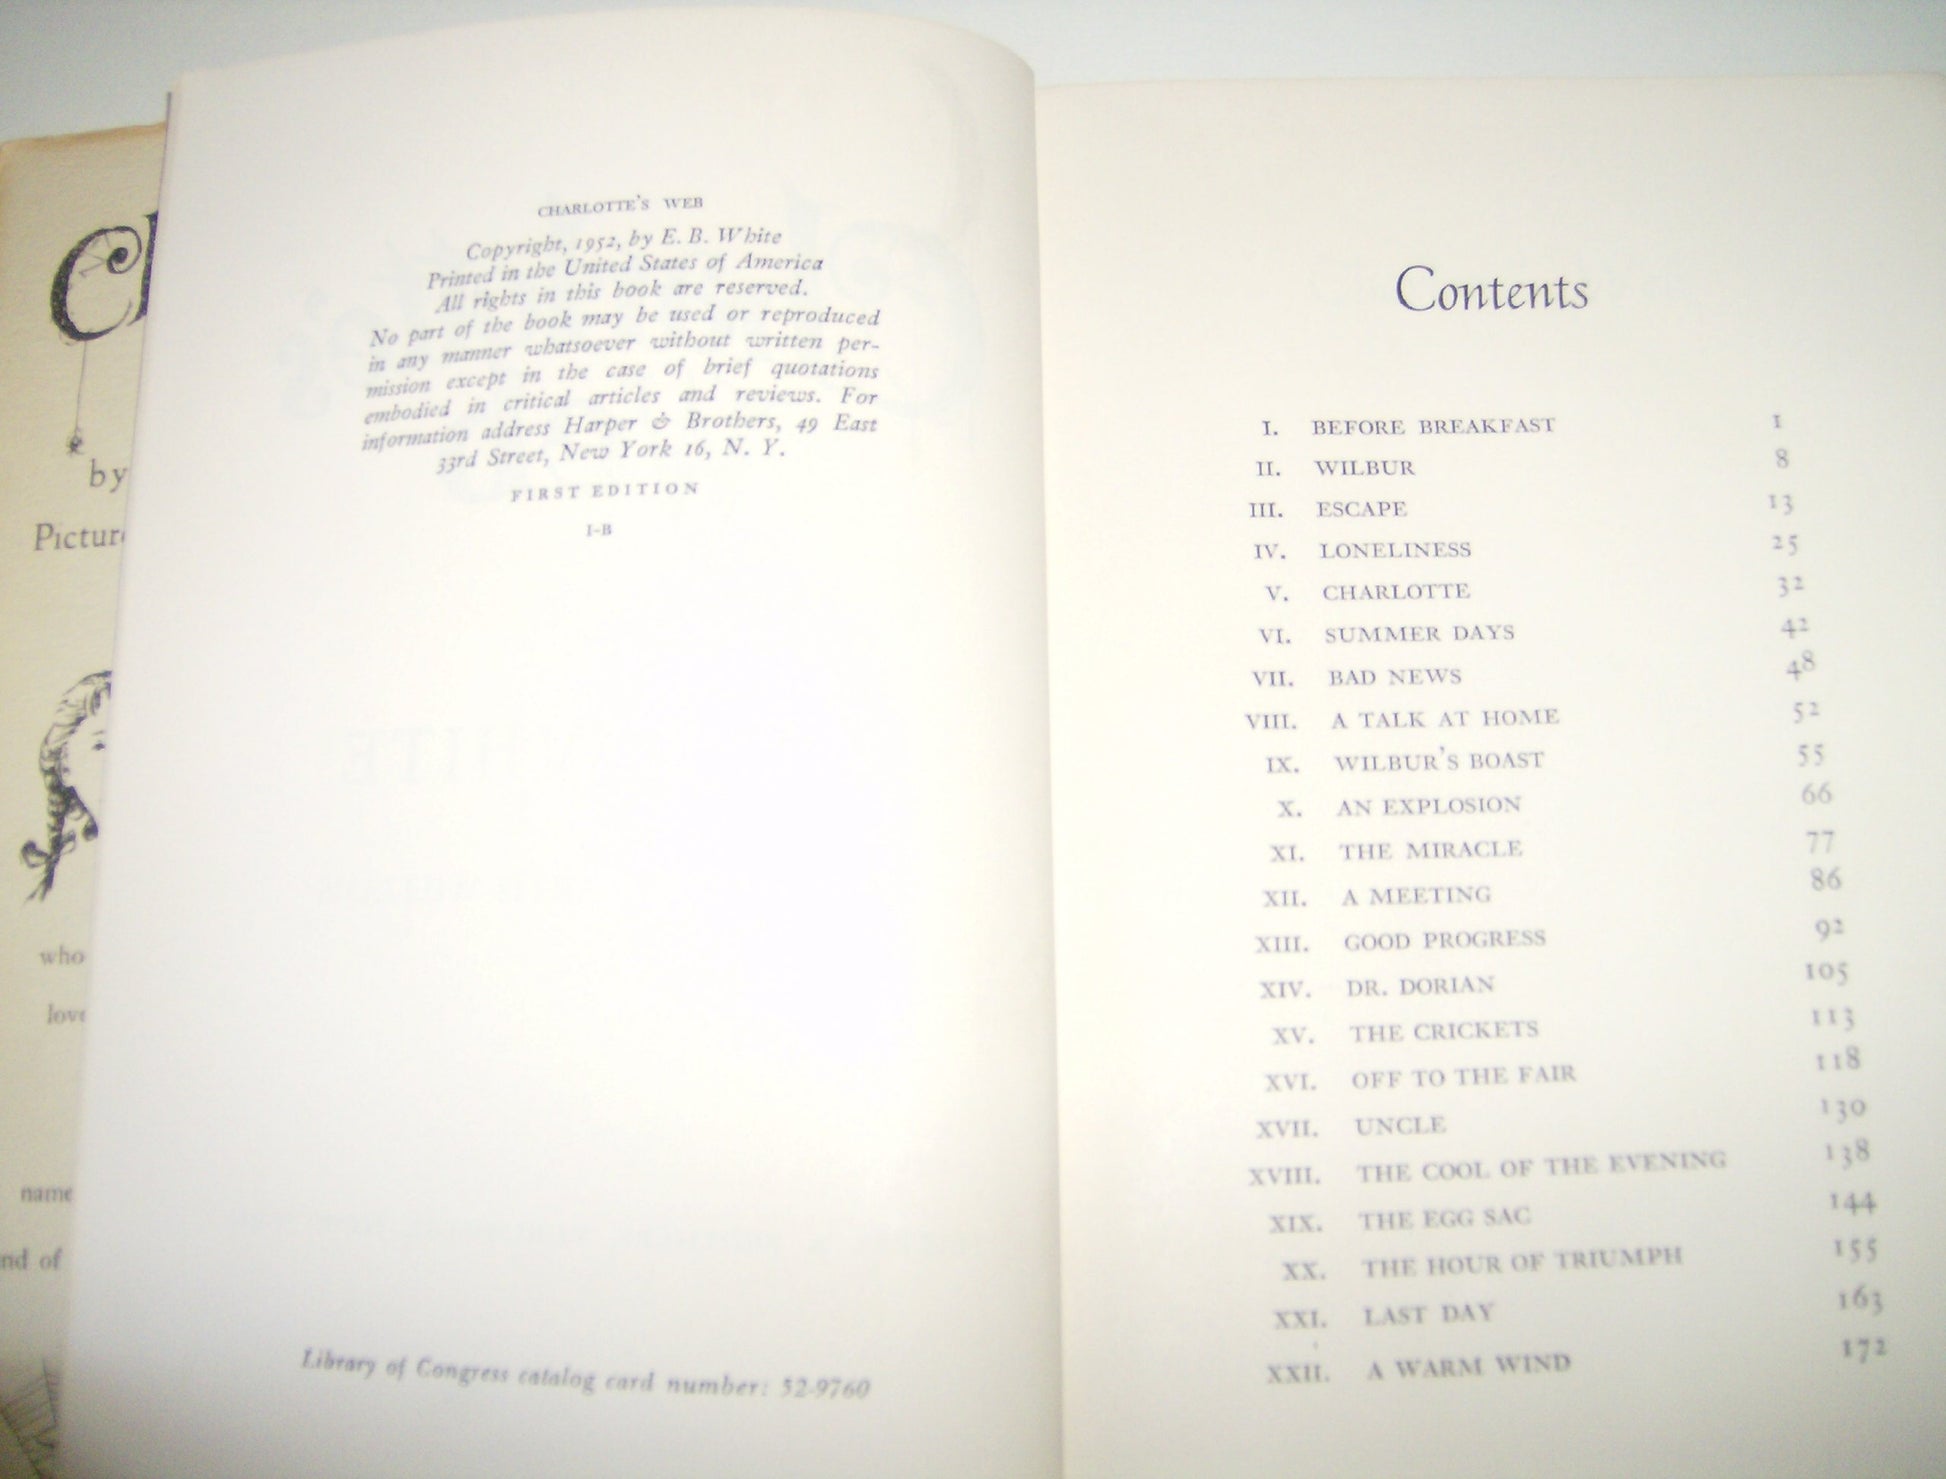 C
by
Pictur
who
love
name
nd of
CHARLOTTE'S WEB
Copyright, 1952, by E. B. White
Printed in the United States of America
All rights in this book are reserved.
No part of the book may be used or reproduced
in any manner whatsoever without written per-
mission except in the case of brief quotations
embodied in critical articles and reviews. For
information address Harper & Brothers, 49 East
33rd Street, New York 16, N. Y.
FIRST EDITION
I-B
Library of Congress catalog card number: 52-9760
Contents
I. BEFORE BREAKFAST 1
II. WILBUR 8
III. ESCAPE 13
IV. LONELINESS 25
V. CHARLOTTE 32
VI. SUMMER DAYS 42
VII. BAD NEWS 48
VIII. A TALK AT HOME 52
IX. WILBUR'S BOAST 55
X. AN EXPLOSION 66
XI. THE MIRACLE 77
XII. A MEETING 86
XIII. GOOD PROGRESS 92
XIV. DR. DORIAN 105
XV. THE CRICKETS 113
XVI. OFF TO THE FAIR 118
XVII. UNCLE 130
XVIII. THE COOL OF THE EVENING 138
XIX. THE EGG SAC 144
XX. THE HOUR OF TRIUMPH 155
XXI. LAST DAY 163
XXII. A WARM WIND 172